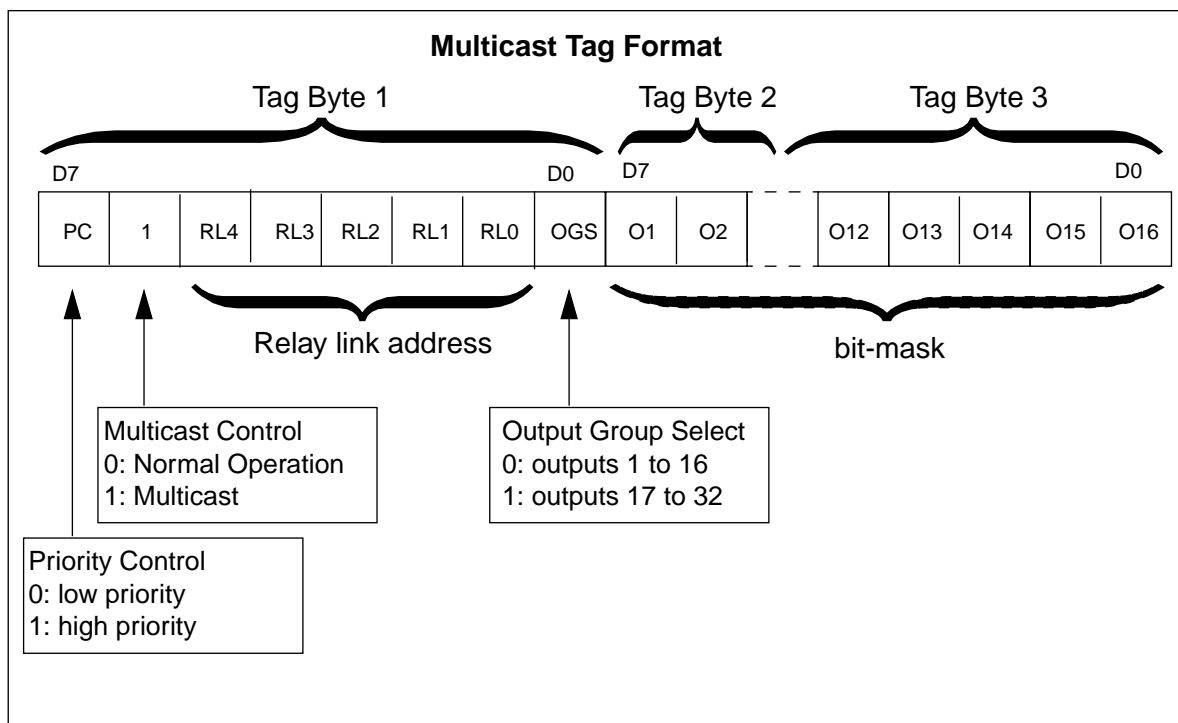 Multicast Tag Format
Tag Byte 1 Tag Byte 2 Tag Byte 3
D7 D0 D7 D0
PC 1 RL4 RL3 RL2 RL1 RL0 OGS O1 O2 O12 O13 O14 O15 O16
Relay link address bit-mask
Multicast Control
0: Normal Operation
1: Multicast
Output Group Select
0: outputs 1 to 16
1: outputs 17 to 32
Priority Control
0: low priority
1: high priority